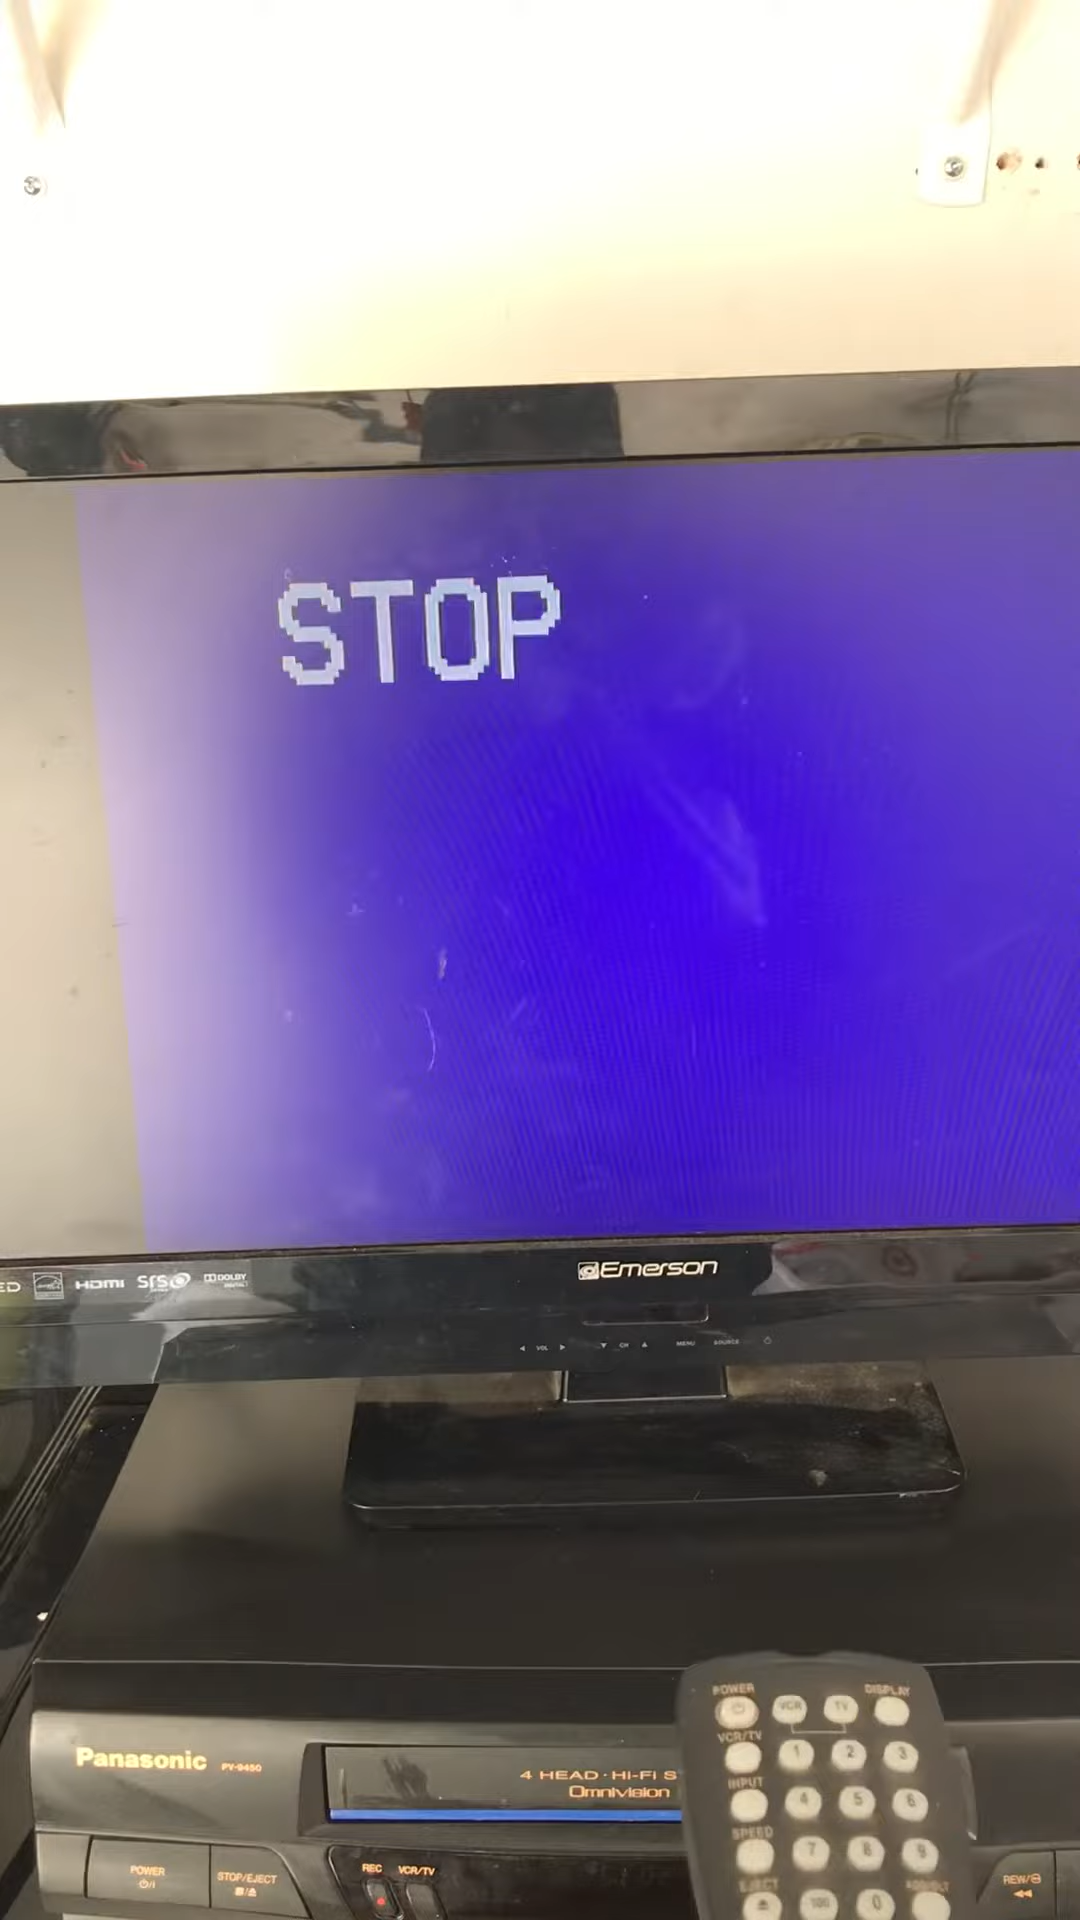 STOP
HDMI SRS DOLBY DIGITAL
Emerson
VOL CH MENU SOURCE
POWER VCR TV DISPLAY
VCR/TV 1 2 3
INPUT 4 5 6
SPEED 7 8 9
EJECT 100 0
Panasonic PV-9450
4 HEAD · HI-FI S
Omnivision
POWER
STOP/EJECT
REC VCR/TV
REW